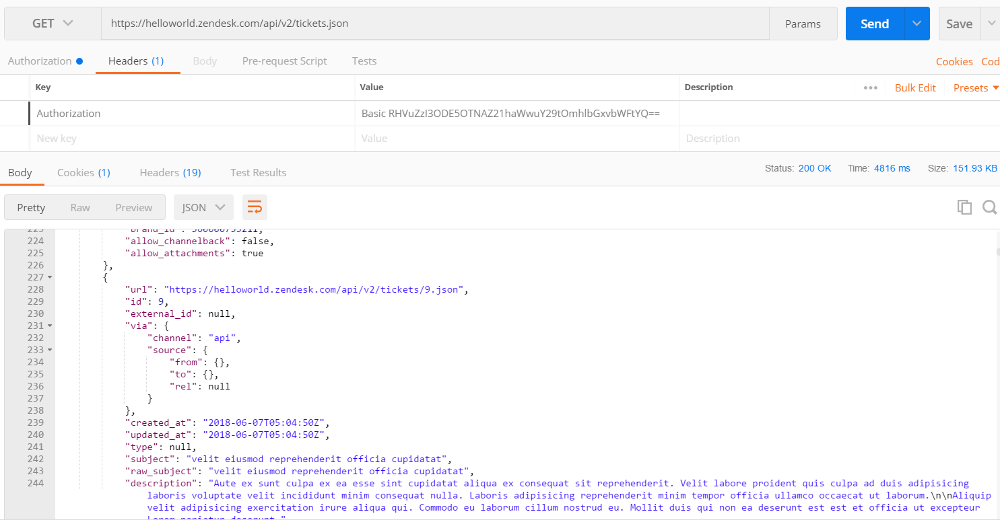 GET https://helloworld.zendesk.com/api/v2/tickets.json Params Send Save
Authorization Headers (1) Body Pre-request Script Tests Cookies Cod
Key Value Description ••• Bulk Edit Presets
Authorization Basic RHVuZzI3ODE5OTNAZ21haWwuY29tOmhlbGxvbWFtYQ==
New key Value Description
Body Cookies (1) Headers (19) Test Results Status: 200 OK Time: 4816 ms Size: 151.93 KB
Pretty Raw Preview JSON
223 "brand_id": 360000793211,
224 "allow_channelback": false,
225 "allow_attachments": true
226 },
227 {
228 "url": "https://helloworld.zendesk.com/api/v2/tickets/9.json",
229 "id": 9,
230 "external_id": null,
231 "via": {
232 "channel": "api",
233 "source": {
234 "from": {},
235 "to": {},
236 "rel": null
237 }
238 },
239 "created_at": "2018-06-07T05:04:50Z",
240 "updated_at": "2018-06-07T05:04:50Z",
241 "type": null,
242 "subject": "velit eiusmod reprehenderit officia cupidatat",
243 "raw_subject": "velit eiusmod reprehenderit officia cupidatat",
244 "description": "Aute ex sunt culpa ex ea esse sint cupidatat aliqua ex consequat sit reprehenderit. Velit labore proident quis culpa ad duis adipisicing
laboris voluptate velit incididunt minim consequat nulla. Laboris adipisicing reprehenderit minim tempor officia ullamco occaecat ut laborum.\n\nAliquip
velit adipisicing exercitation irure aliqua qui. Commodo eu laborum cillum nostrud eu. Mollit duis qui non ea deserunt est est et officia ut excepteur
Lorem pariatur deserunt."